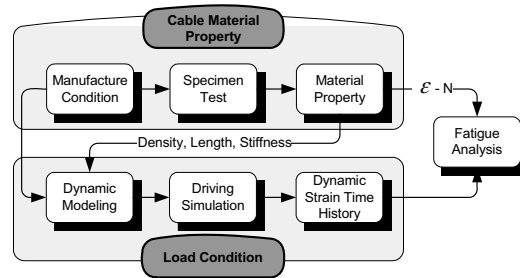 Cable Material
Property
Manufacture
Condition
Specimen
Test
Material
Property
ε - N
Fatigue
Analysis
Density, Length, Stiffness
Dynamic
Modeling
Driving
Simulation
Dynamic
Strain Time
History
Load Condition